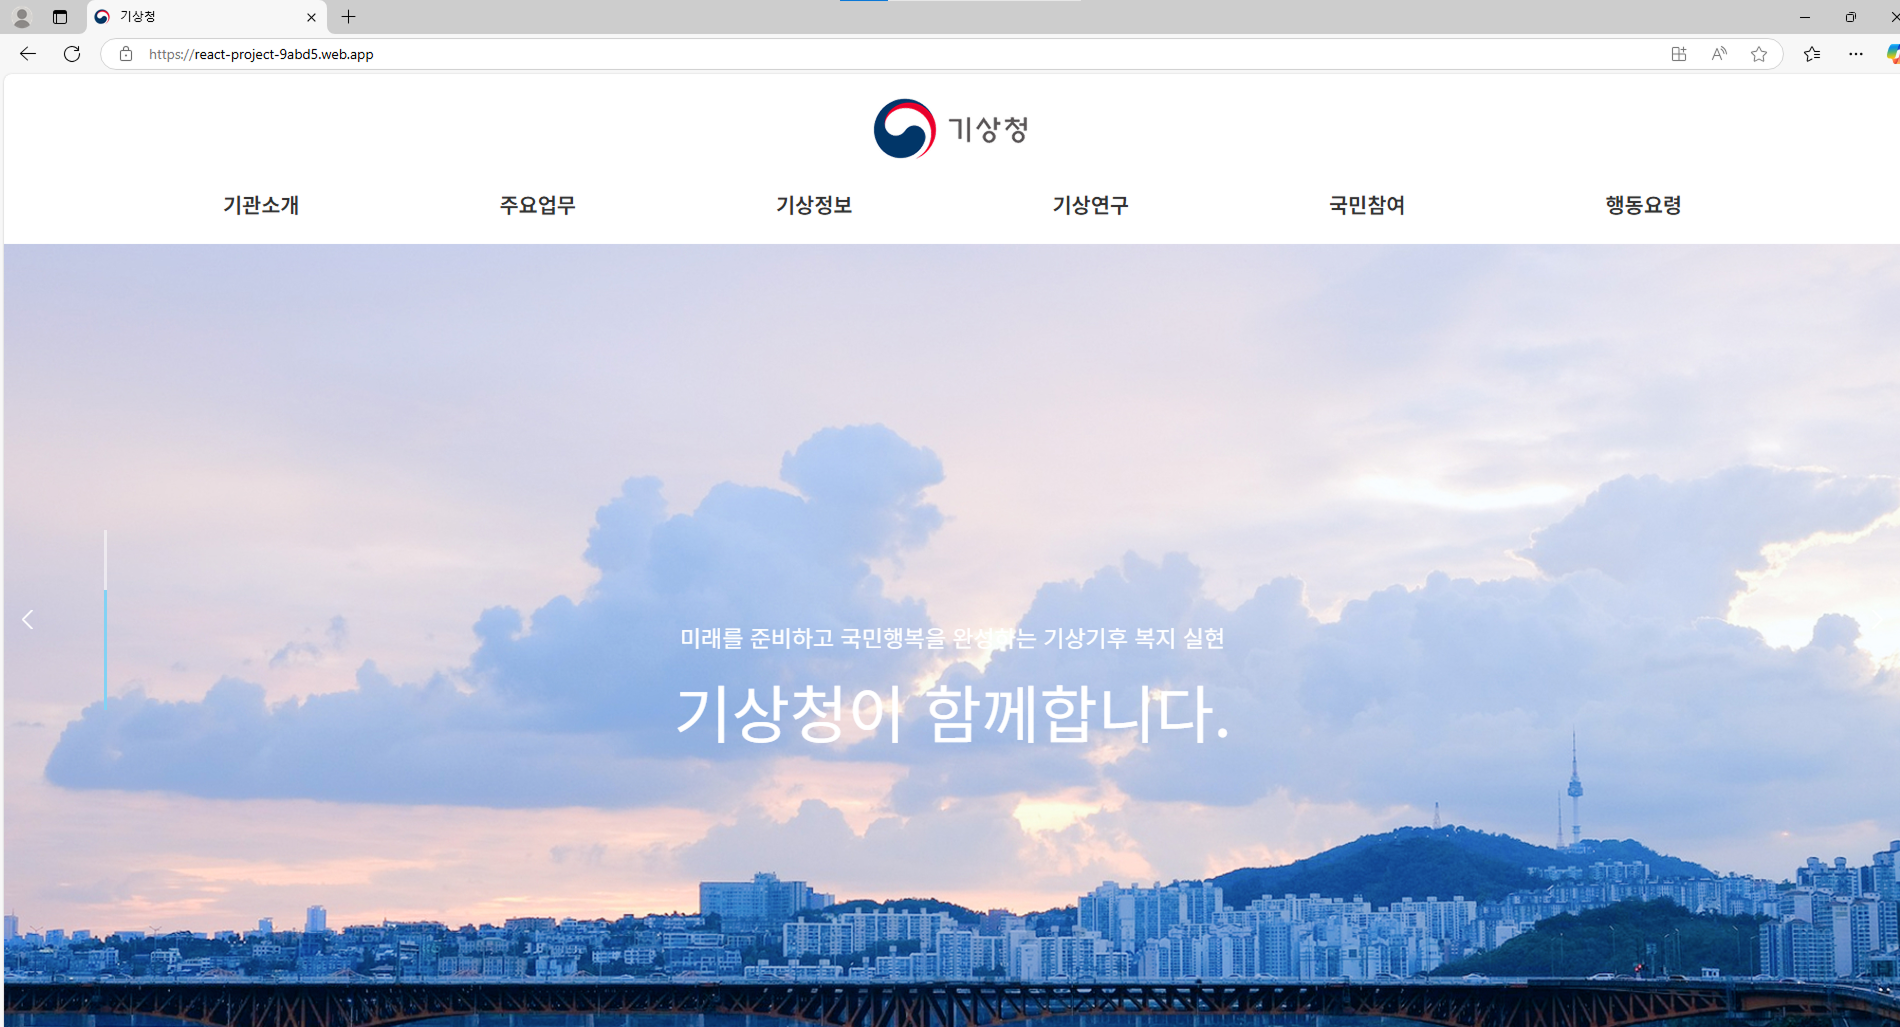 기상청
https://react-project-9abd5.web.app
기상청
기관소개 주요업무 기상정보 기상연구 국민참여 행동요령
미래를 준비하고 국민행복을 완성하는 기상기후 복지 실현
기상청이 함께합니다.